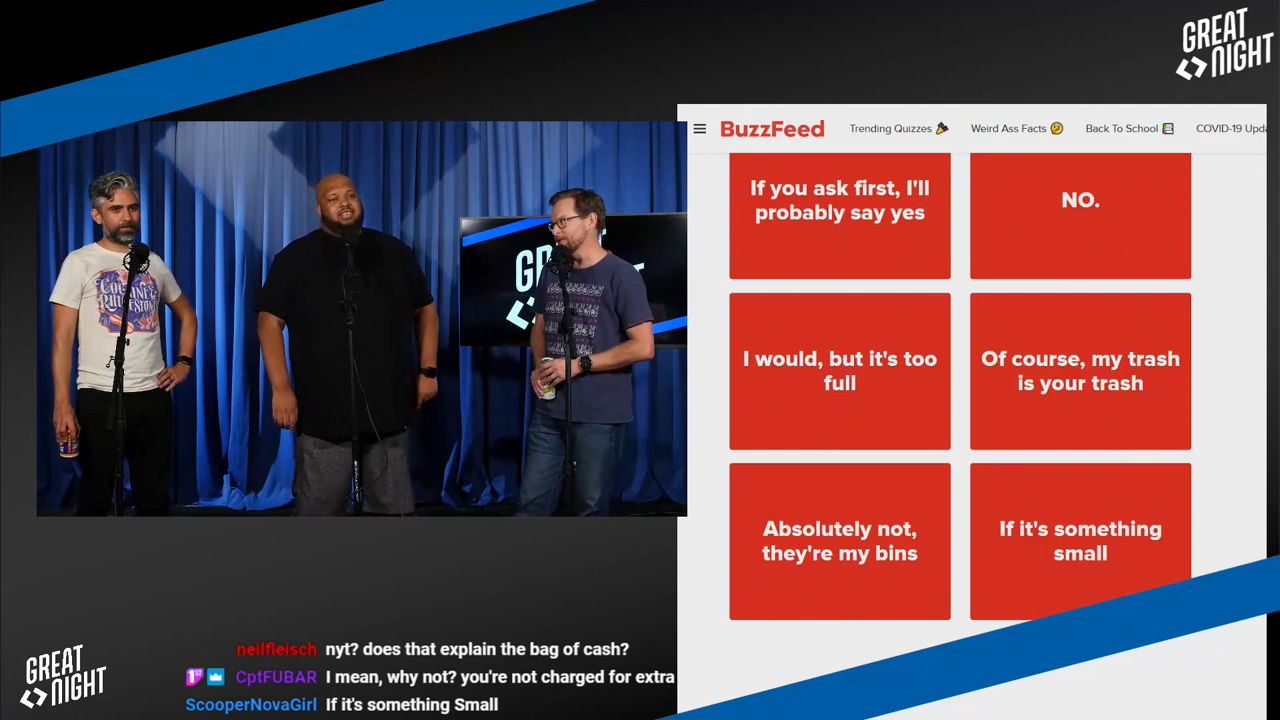 GREAT
NIGHT
BuzzFeed
Trending Quizzes
Weird Ass Facts
Back To School
COVID-19 Upda
If you ask first, I'll
probably say yes
NO.
I would, but it's too
full
Of course, my trash
is your trash
Absolutely not,
they're my bins
If it's something
small
neilfleisch nyt? does that explain the bag of cash?
1ST CptFUBAR I mean, why not? you're not charged for extra
ScooperNovaGirl If it's something Small
GREAT
NIGHT